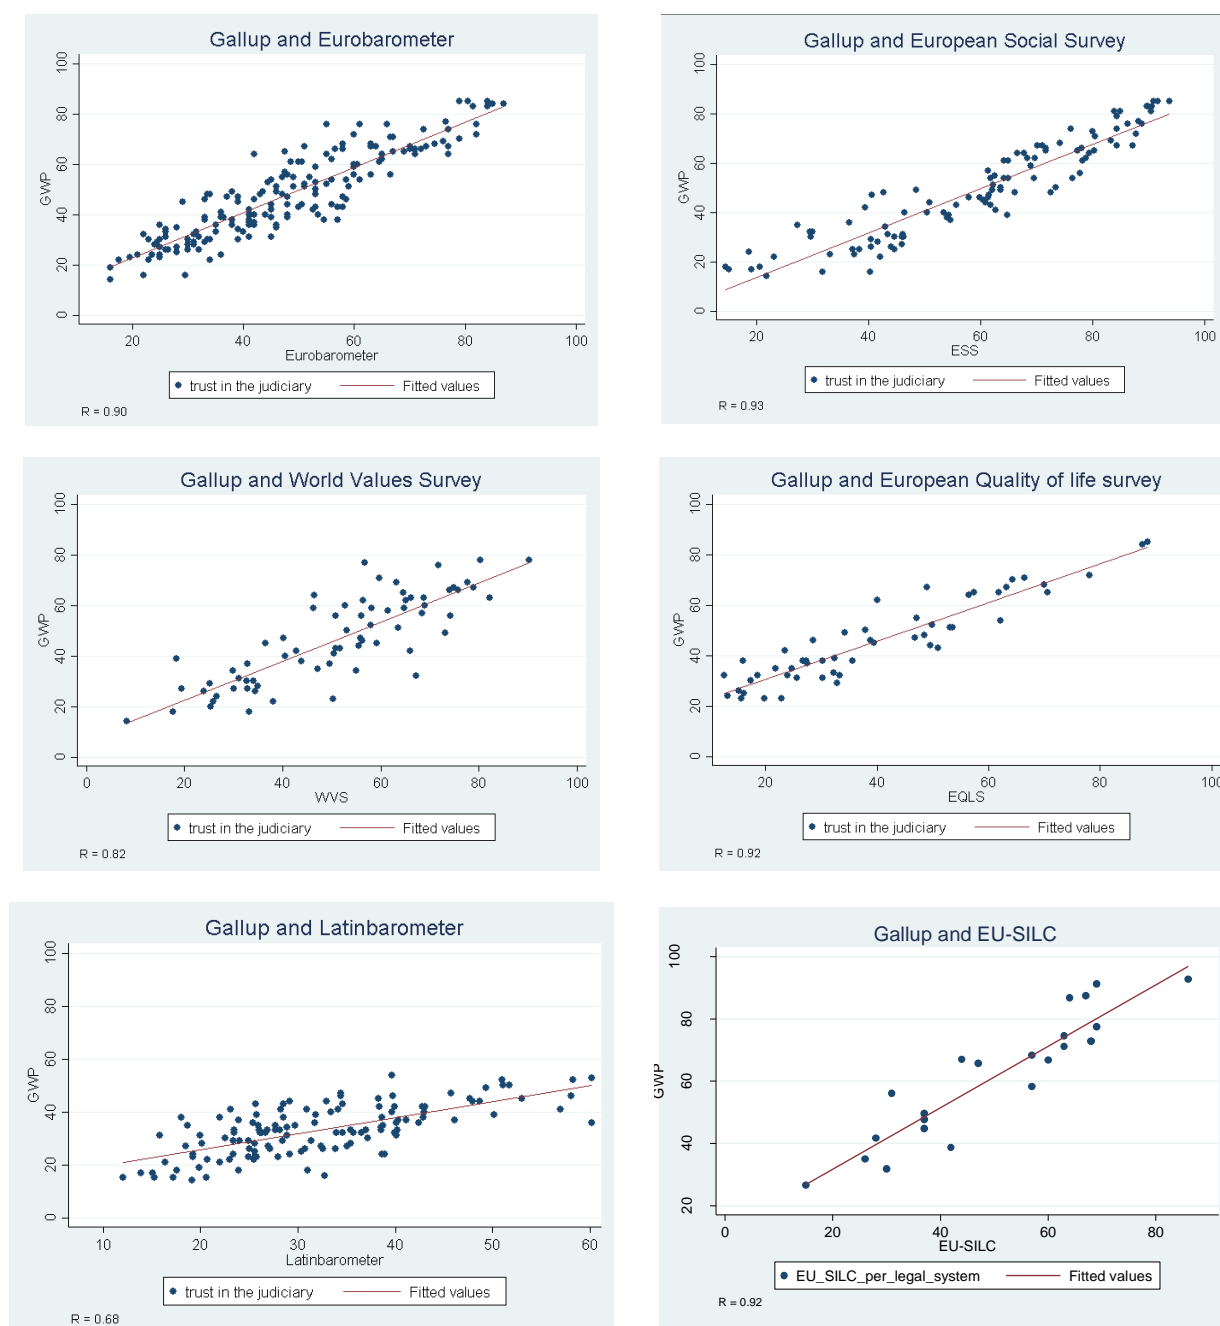 Gallup and Eurobarometer
GWP
0 20 40 60 80 100
20 40 60 80 100
Eurobarometer
trust in the judiciary Fitted values
R = 0.90
Gallup and European Social Survey
GWP
0 20 40 60 80 100
20 40 60 80 100
ESS
trust in the judiciary Fitted values
R = 0.93
Gallup and World Values Survey
GWP
0 20 40 60 80 100
0 20 40 60 80 100
WVS
trust in the judiciary Fitted values
R = 0.82
Gallup and European Quality of life survey
GWP
0 20 40 60 80 100
20 40 60 80 100
EQLS
trust in the judiciary Fitted values
R = 0.92
Gallup and Latinbarometer
GWP
0 20 40 60 80 100
10 20 30 40 50 60
Latinbarometer
trust in the judiciary Fitted values
R = 0.68
Gallup and EU-SILC
GWP
20 40 60 80 100
0 20 40 60 80
EU-SILC
EU_SILC_per_legal_system Fitted values
R = 0.92